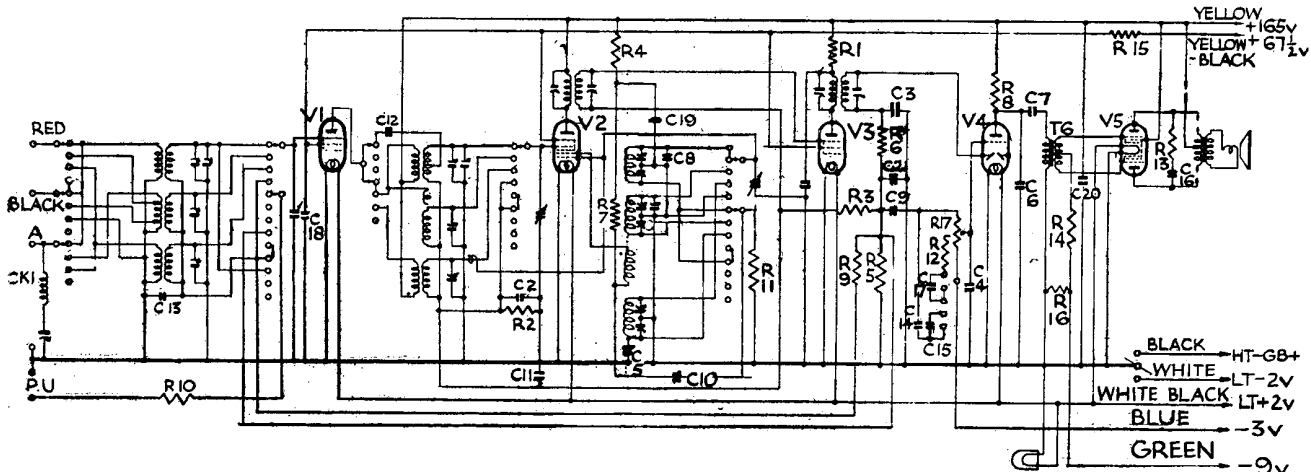 YELLOW
+165v
YELLOW + 67½v
-BLACK
R15
R4
R1
V1
V2
V3
V4
V5
RED
BLACK
A
CK1
P.U
R10
C13
C18
C12
C2
R2
C11
C19
C8
R7
C5
C10
R11
C3
R6
C9
R3
R9
R5
R17
R12
C17
C14
C15
C4
R8
C7
C6
T6
C20
R14
R16
R13
C16
BLACK
HT-GB+
WHITE
LT-2v
WHITE BLACK
LT+2v
BLUE
-3v
GREEN
-9v